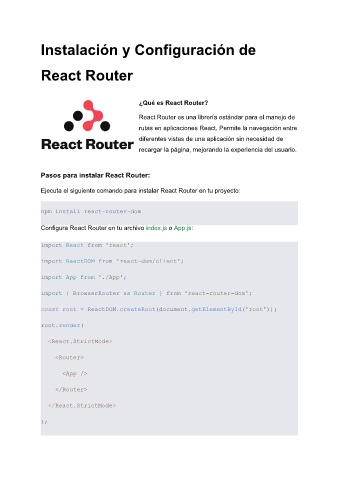 Instalación y Configuración de
React Router
¿Qué es React Router?
React Router es una librería estándar para el manejo de
rutas en aplicaciones React. Permite la navegación entre
diferentes vistas de una aplicación sin necesidad de
recargar la página, mejorando la experiencia del usuario.
React Router
Pasos para instalar React Router:
Ejecuta el siguiente comando para instalar React Router en tu proyecto:
npm install react-router-dom
Configura React Router en tu archivo index.js o App.js:
import React from 'react';
import ReactDOM from 'react-dom/client';
import App from './App';
import { BrowserRouter as Router } from 'react-router-dom';
const root = ReactDOM.createRoot(document.getElementById('root'));
root.render(
<React.StrictMode>
<Router>
<App />
</Router>
</React.StrictMode>
);